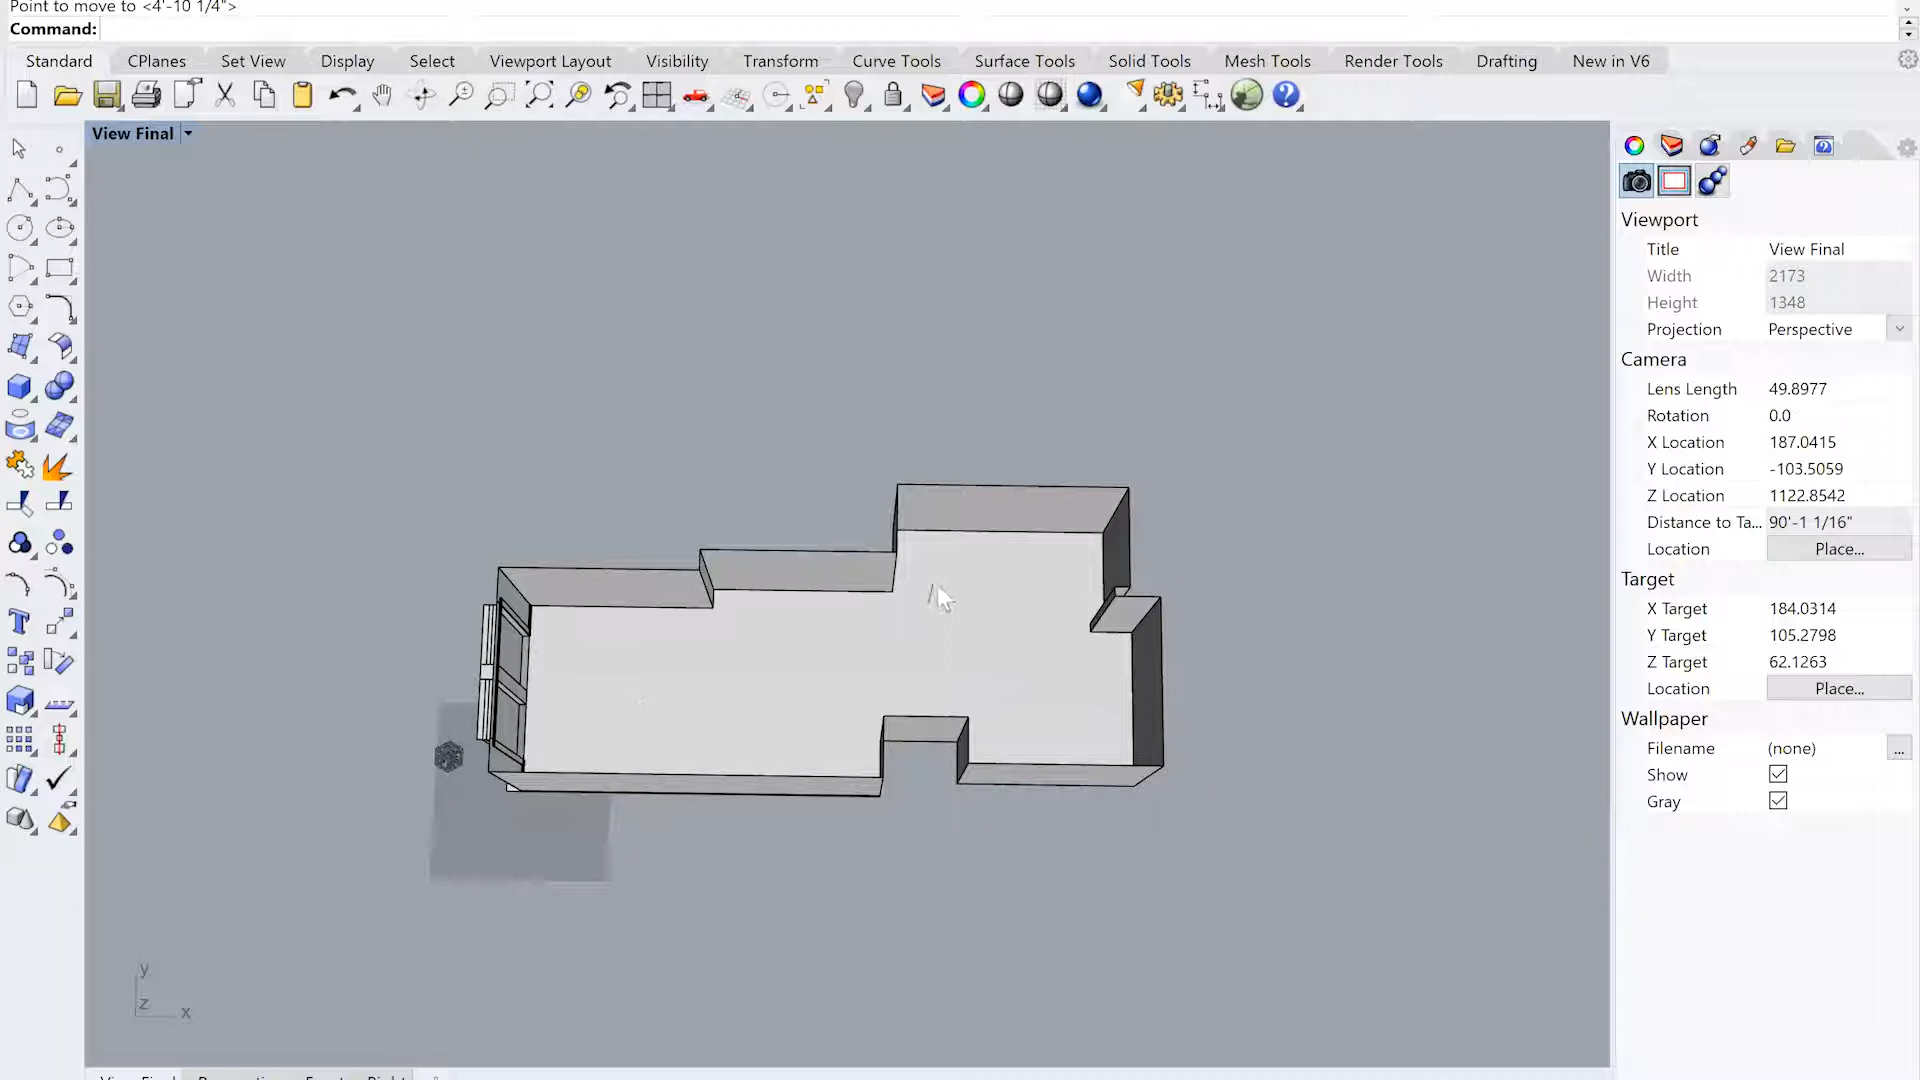 Point to move to <4'-10 1/4">
Command:
Standard CPlanes Set View Display Select Viewport Layout Visibility Transform Curve Tools Surface Tools Solid Tools Mesh Tools Render Tools Drafting New in V6
View Final
Viewport
Title View Final
Width 2173
Height 1348
Projection Perspective
Camera
Lens Length 49.8977
Rotation 0.0
X Location 187.0415
Y Location -103.5059
Z Location 1122.8542
Distance to Ta... 90'-1 1/16"
Location Place...
Target
X Target 184.0314
Y Target 105.2798
Z Target 62.1263
Location Place...
Wallpaper
Filename (none) ...
Show
Gray
y
z x